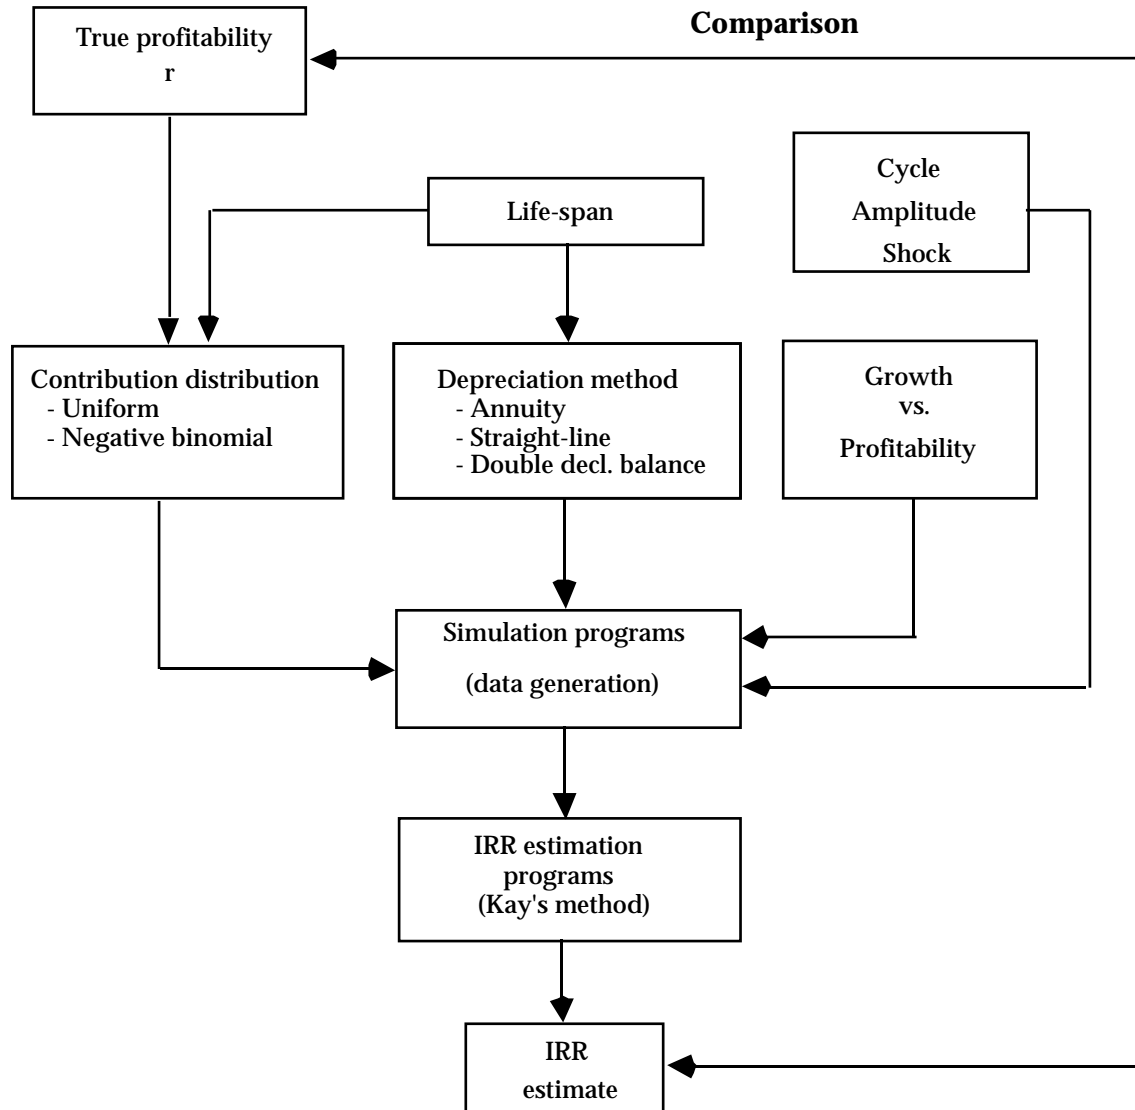 Comparison
True profitability
r
Cycle
Amplitude
Shock
Life-span
Contribution distribution
- Uniform
- Negative binomial
Depreciation method
- Annuity
- Straight-line
- Double decl. balance
Growth
vs.
Profitability
Simulation programs
(data generation)
IRR estimation
programs
(Kay's method)
IRR
estimate